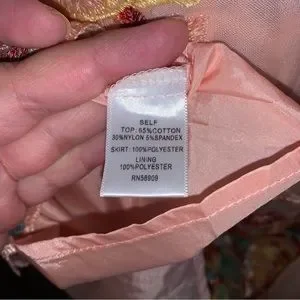 SELF
TOP: 65%COTTON
30%NYLON 5%SPANDEX
SKIRT: 100%POLYESTER
LINING
100%POLYESTER
RN58909